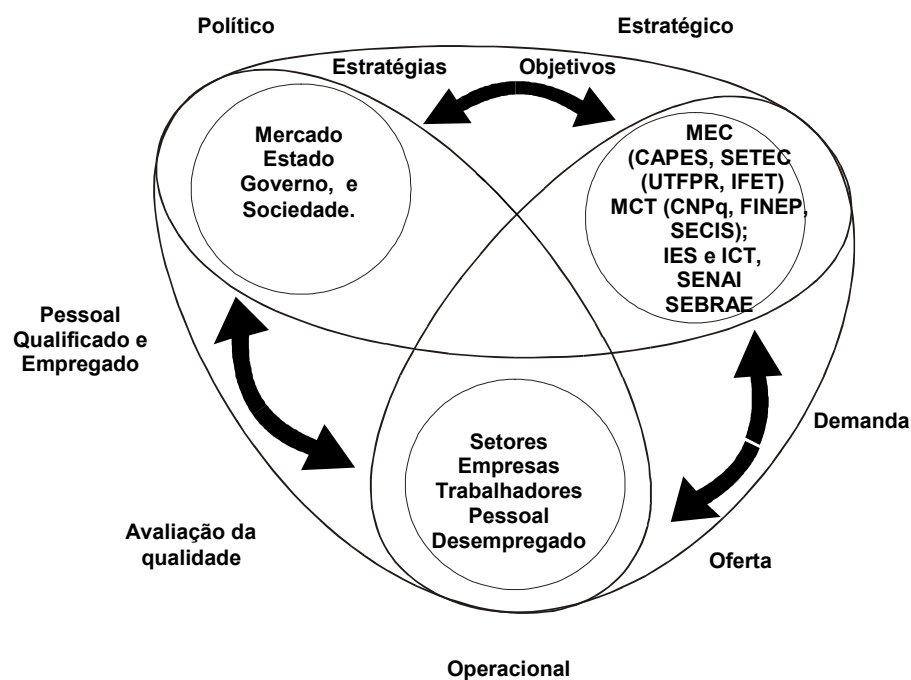 Político
Estratégico
Estratégias
Objetivos
Mercado
Estado
Governo, e
Sociedade.
MEC
(CAPES, SETEC
(UTFPR, IFET)
MCT (CNPq, FINEP,
SECIS);
IES e ICT,
SENAI
SEBRAE
Pessoal
Qualificado e
Empregado
Demanda
Setores
Empresas
Trabalhadores
Pessoal
Desempregado
Avaliação da
qualidade
Oferta
Operacional